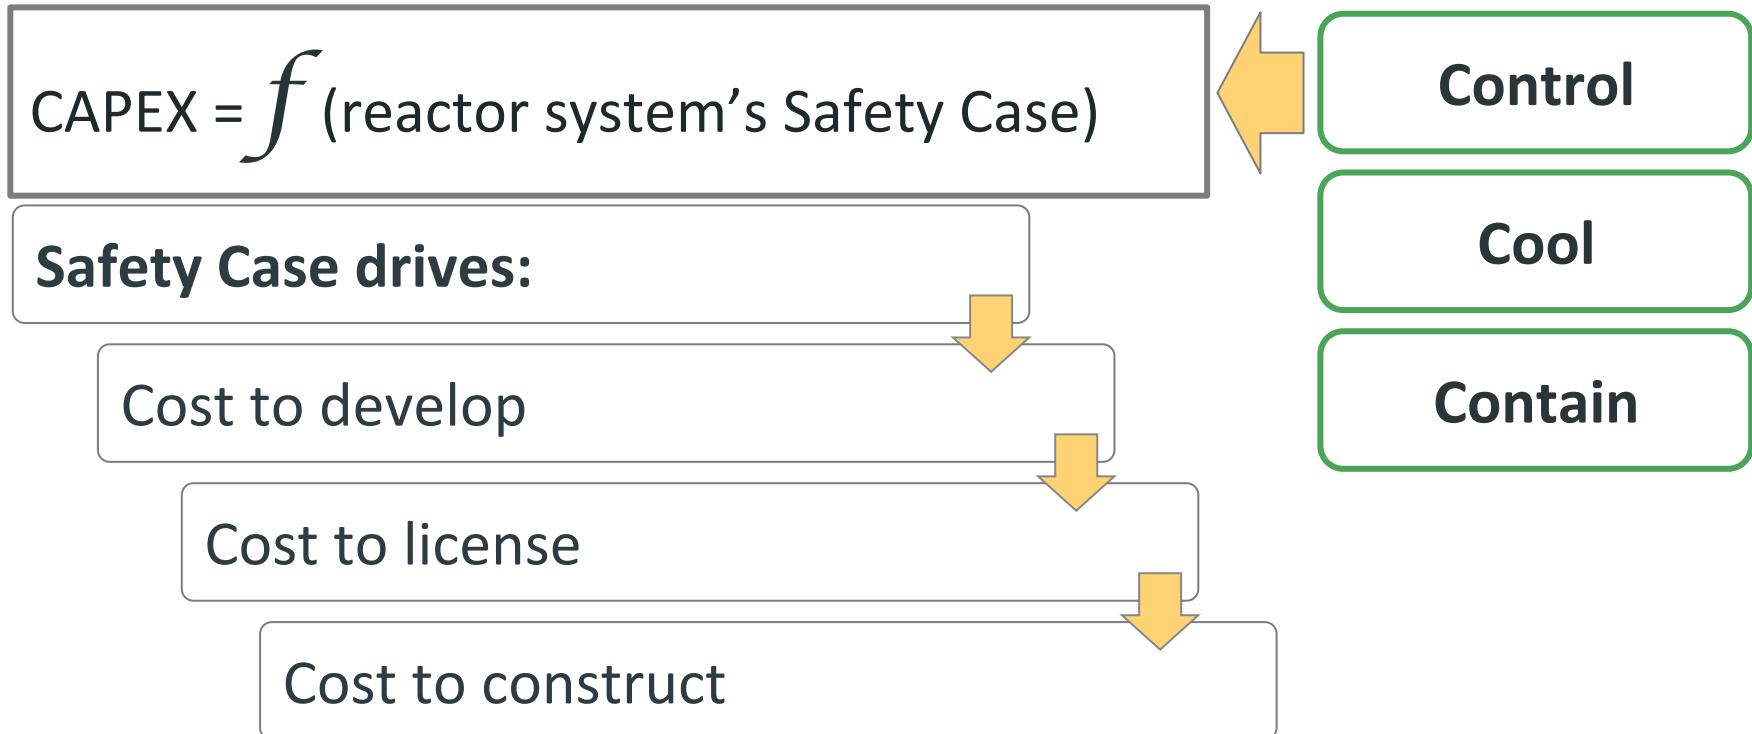 CAPEX = f (reactor system’s Safety Case)
Control
Cool
Contain
Safety Case drives:
Cost to develop
Cost to license
Cost to construct